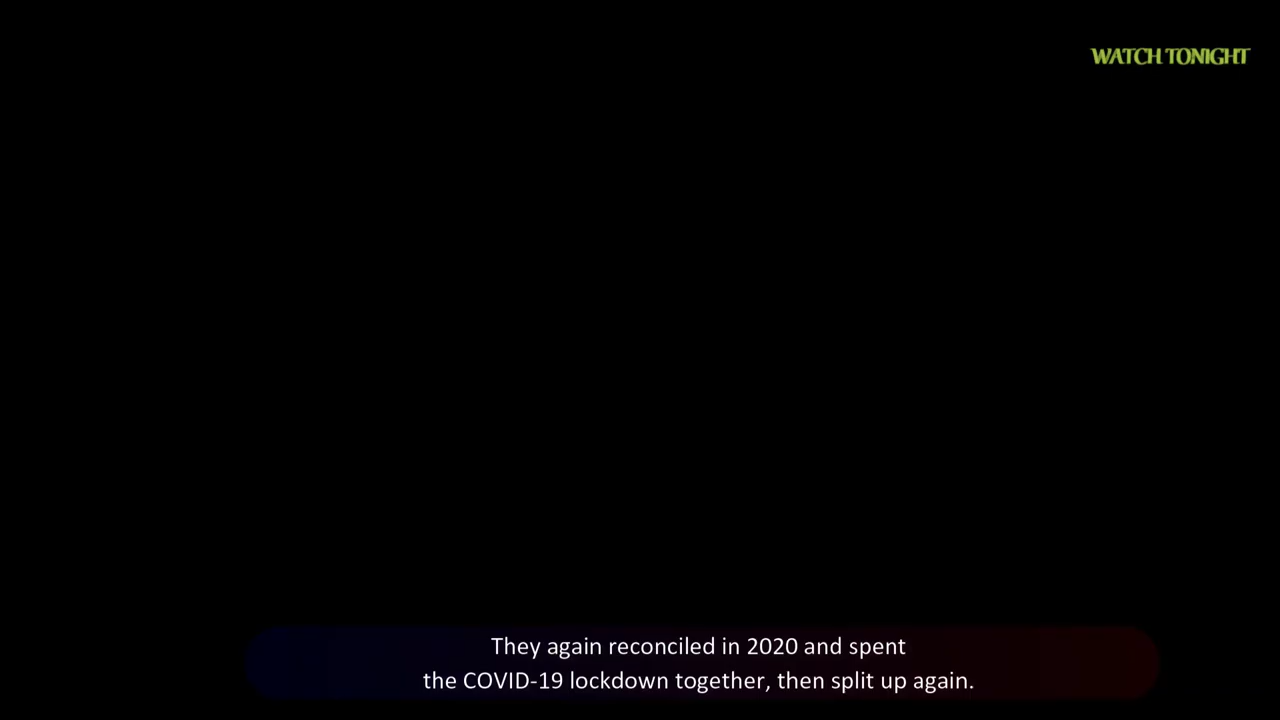 WATCH TONIGHT
They again reconciled in 2020 and spent
the COVID-19 lockdown together, then split up again.